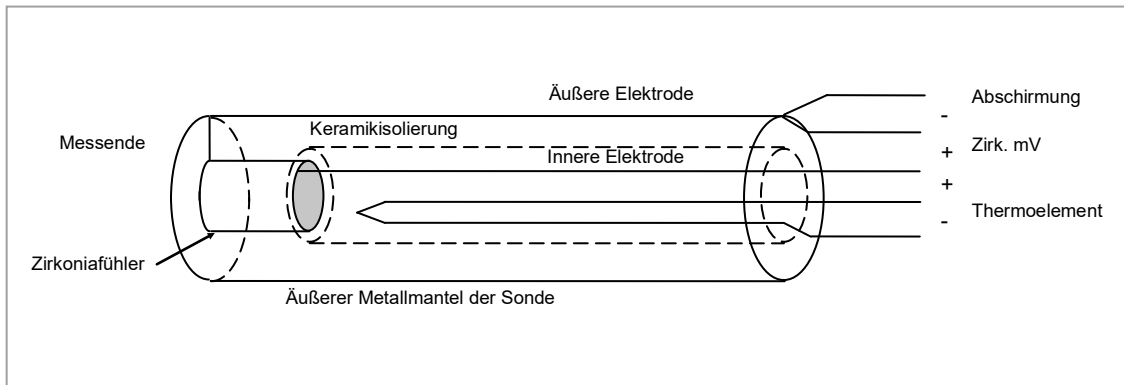 Äußere Elektrode
Abschirmung
-
Messende
Keramikisolierung
Zirk. mV
+
Innere Elektrode
+
Thermoelement
-
Zirkoniafühler
Äußerer Metallmantel der Sonde